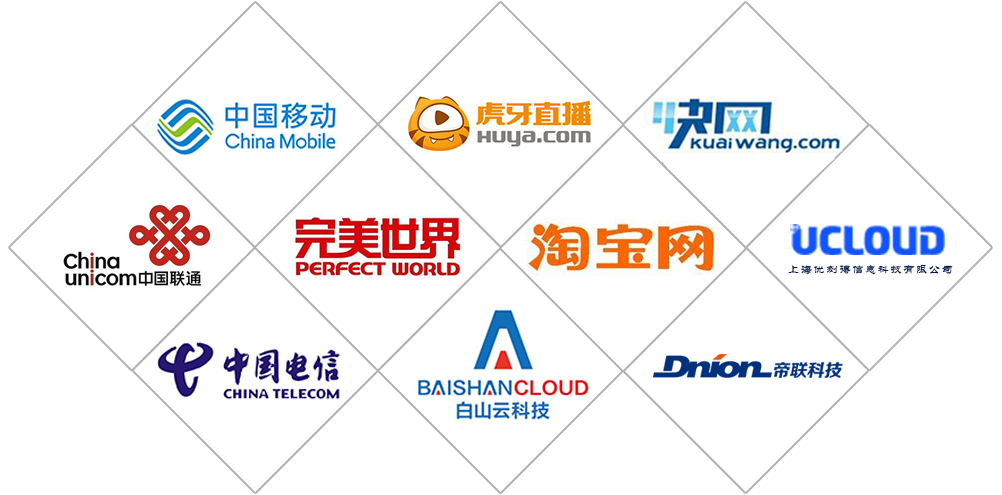 中国移动
China Mobile
虎牙直播
HUYA.com
快网
kuaiwang.com
China
unicom中国联通
完美世界
PERFECT WORLD
淘宝网
UCLOUD
上海优刻得信息科技有限公司
中国电信
CHINA TELECOM
BAISHANCLOUD
白山云科技
Dnion 帝联科技